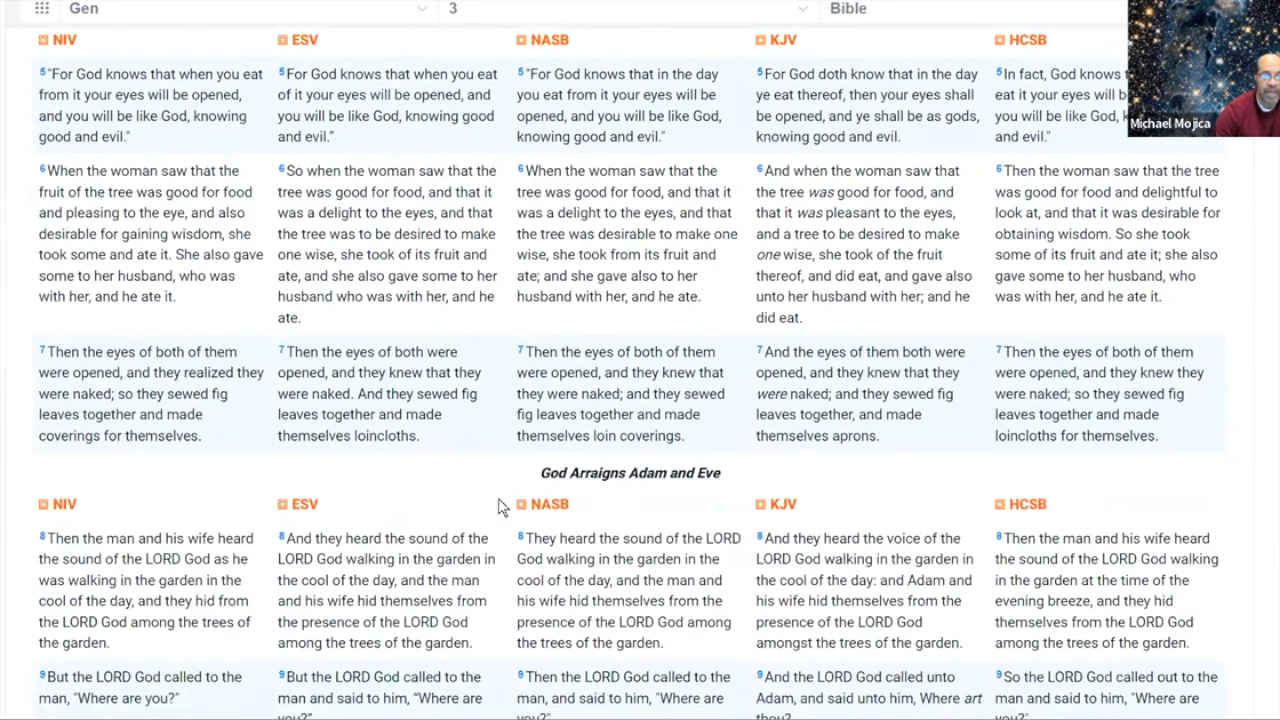 Gen
3
Bible
NIV
5"For God knows that when you eat
from it your eyes will be opened,
and you will be like God, knowing
good and evil."
6When the woman saw that the
fruit of the tree was good for food
and pleasing to the eye, and also
desirable for gaining wisdom, she
took some and ate it. She also gave
some to her husband, who was
with her, and he ate it.
7Then the eyes of both of them
were opened, and they realized they
were naked; so they sewed fig
leaves together and made
coverings for themselves.
ESV
5For God knows that when you eat
of it your eyes will be opened, and
you will be like God, knowing good
and evil."
6So when the woman saw that the
tree was good for food, and that it
was a delight to the eyes, and that
the tree was to be desired to make
one wise, she took of its fruit and
ate, and she also gave some to her
husband who was with her, and he
ate.
7Then the eyes of both were
opened, and they knew that they
were naked. And they sewed fig
leaves together and made
themselves loincloths.
NASB
5"For God knows that in the day
you eat from it your eyes will be
opened, and you will be like God,
knowing good and evil."
6When the woman saw that the
tree was good for food, and that it
was a delight to the eyes, and that
the tree was desirable to make one
wise, she took from its fruit and
ate; and she gave also to her
husband with her, and he ate.
7Then the eyes of both of them
were opened, and they knew that
they were naked; and they sewed
fig leaves together and made
themselves loin coverings.
KJV
5For God doth know that in the day
ye eat thereof, then your eyes shall
be opened, and ye shall be as gods,
knowing good and evil.
6And when the woman saw that
the tree was good for food, and
that it was pleasant to the eyes,
and a tree to be desired to make
one wise, she took of the fruit
thereof, and did eat, and gave also
unto her husband with her; and he
did eat.
7And the eyes of them both were
opened, and they knew that they
were naked; and they sewed fig
leaves together, and made
themselves aprons.
HCSB
5In fact, God knows
eat it your eyes will b
you will be like God,
and evil."
6Then the woman saw that the tree
was good for food and delightful to
look at, and that it was desirable for
obtaining wisdom. So she took
some of its fruit and ate it; she also
gave some to her husband, who
was with her, and he ate it.
7Then the eyes of both of them
were opened, and they knew they
were naked; so they sewed fig
leaves together and made
loincloths for themselves.
Michael Mojica
God Arraigns Adam and Eve
NIV
8Then the man and his wife heard
the sound of the LORD God as he
was walking in the garden in the
cool of the day, and they hid from
the LORD God among the trees of
the garden.
9But the LORD God called to the
man, "Where are you?"
ESV
8And they heard the sound of the
LORD God walking in the garden in
the cool of the day, and the man
and his wife hid themselves from
the presence of the LORD God
among the trees of the garden.
9But the LORD God called to the
man and said to him, "Where are
you?"
NASB
8They heard the sound of the LORD
God walking in the garden in the
cool of the day, and the man and
his wife hid themselves from the
presence of the LORD God among
the trees of the garden.
9Then the LORD God called to the
man, and said to him, "Where are
you?"
KJV
8And they heard the voice of the
LORD God walking in the garden in
the cool of the day: and Adam and
his wife hid themselves from the
presence of the LORD God
amongst the trees of the garden.
9And the LORD God called unto
Adam, and said unto him, Where art
thou?
HCSB
8Then the man and his wife heard
the sound of the LORD God walking
in the garden at the time of the
evening breeze, and they hid
themselves from the LORD God
among the trees of the garden.
9So the LORD God called out to the
man and said to him, "Where are
you?"